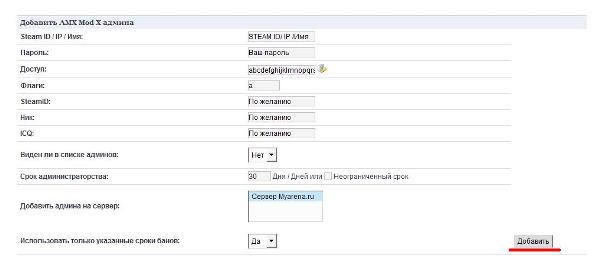 Добавить AMX Mod X админа
Steam ID / IP / Имя: STEAM ID/ IP /Имя
Пароль: Ваш пароль
Доступ: abcdefghijklmnopqrs
Флаги: a
SteamID: По желанию
Ник: По желанию
ICQ: По желанию
Виден ли в списке админов: Нет
Срок администраторства: 30 Дня / Дней или Неограниченный срок
Добавить админа на сервер: Сервер Myarena.ru
Использовать только указанные сроки банов: Да Добавить